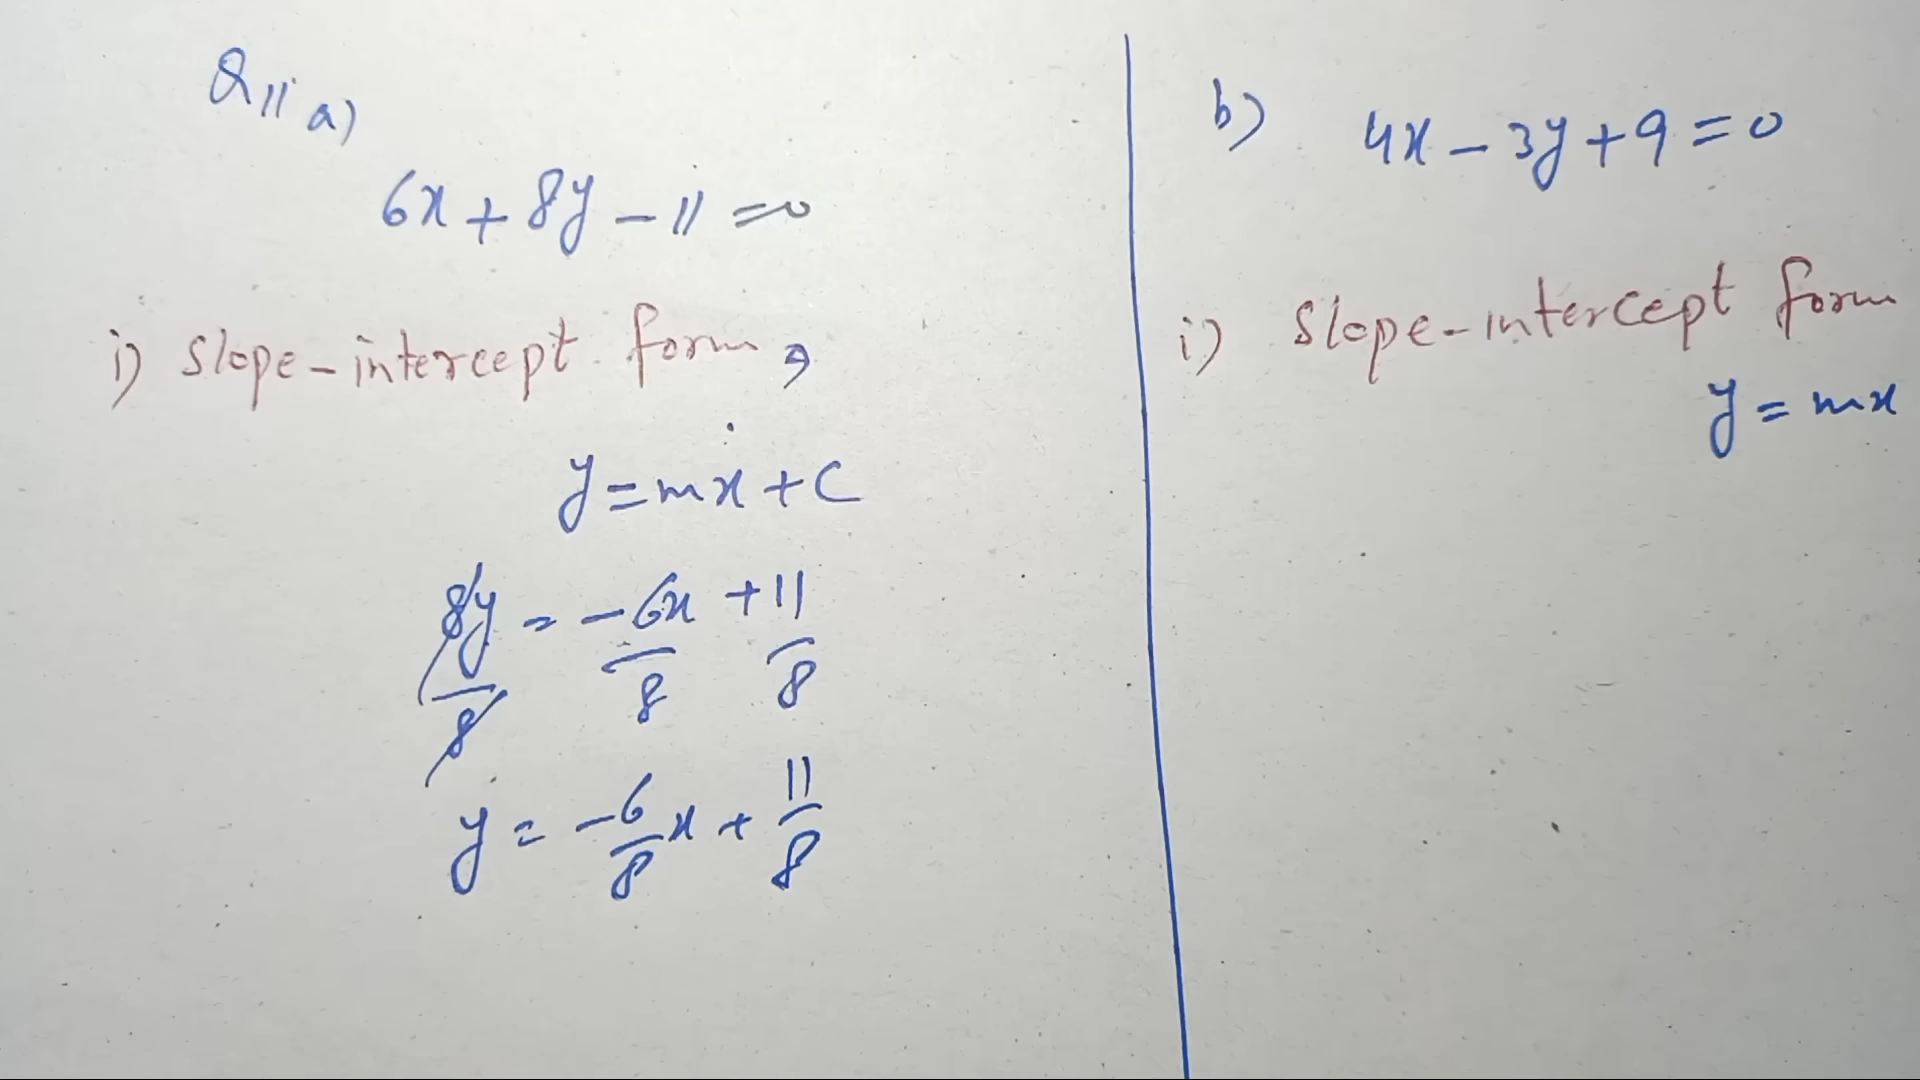 Q11 a)
6x + 8y - 11 = 0
i) Slope-intercept form,
y = mx + c
8y/8 = -6x/8 + 11/8
y = -6/8 x + 11/8
b) 4x - 3y + 9 = 0
i) Slope-intercept form
y = mx